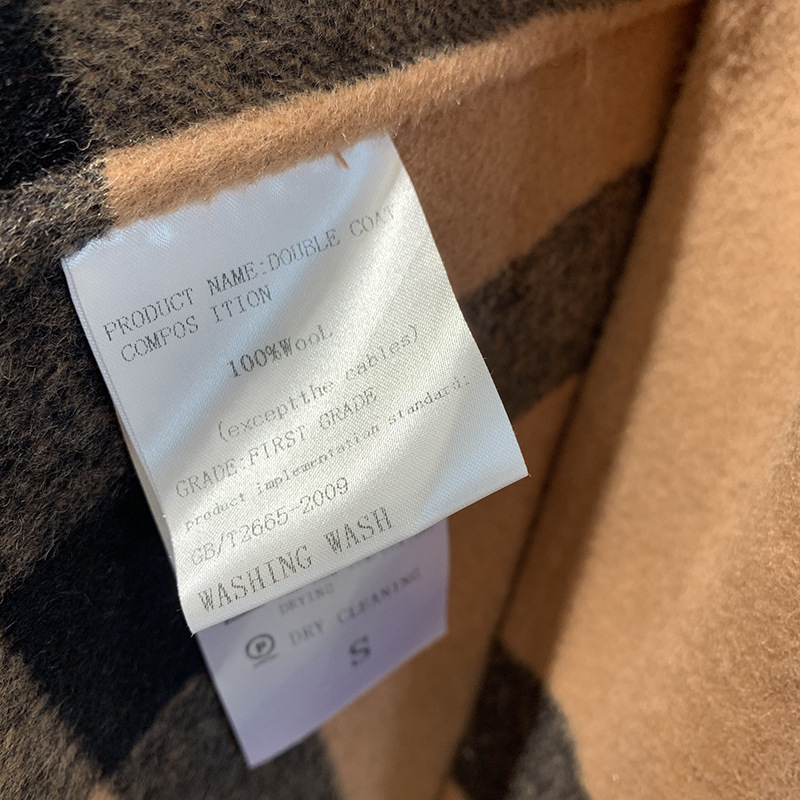 PRODUCT NAME:DOUBLE COAT
COMPOS ITION
100%WooL
(exceptthe cables)
GRADE:FIRST GRADE
product implementation standard:
GB/T2665-2009
WASHING WASH
DRYING
P DRY CLEANING
S